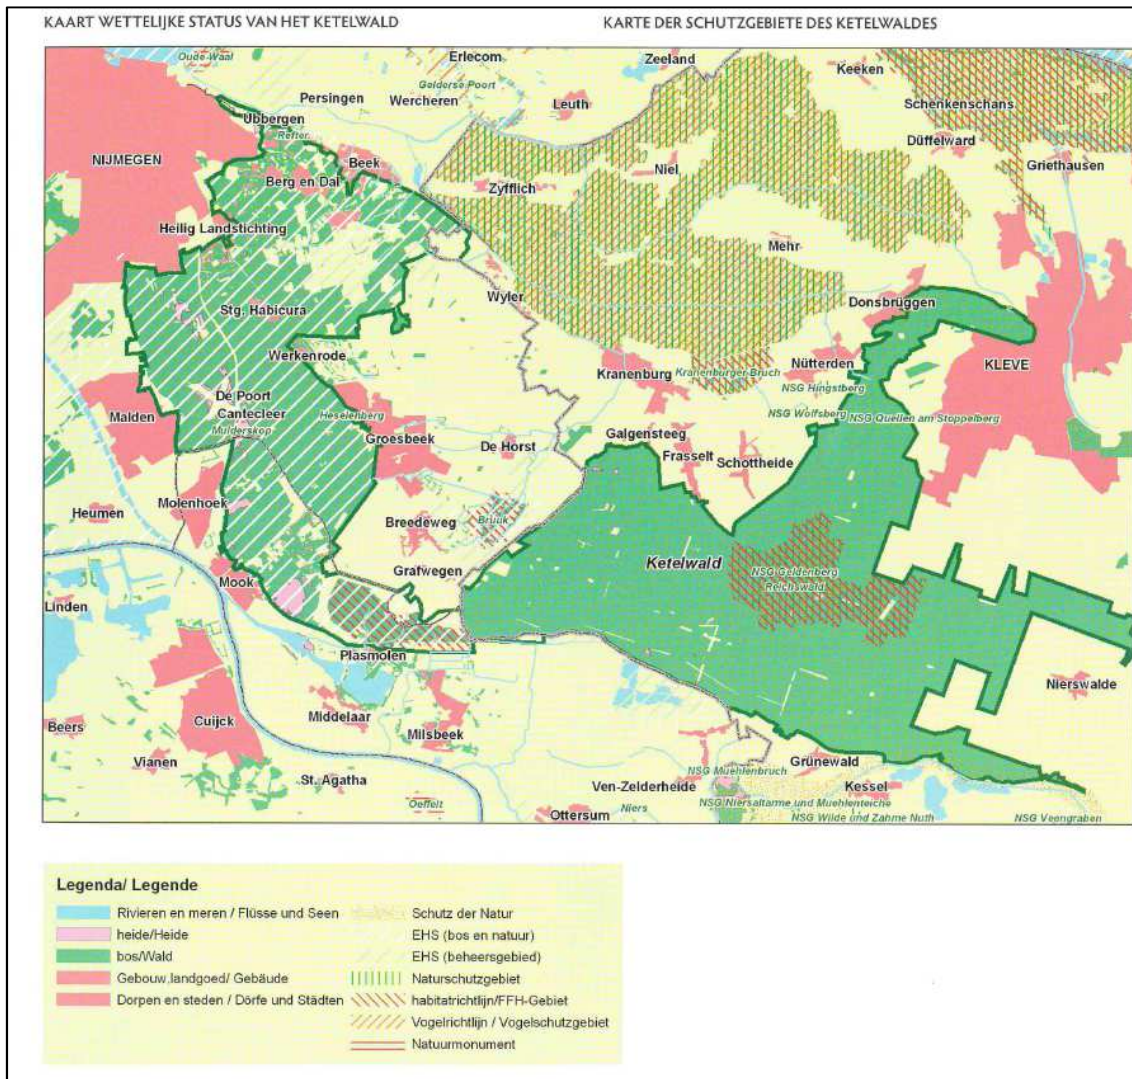 KAART WETTELIJKE STATUS VAN HET KETELWALD
KARTE DER SCHUTZGEBIETE DES KETELWALDES
Oude-Waal
Erlecom
Zeeland
Keeken
Gelderse Poort
Persingen
Wercheren
Leuth
Schenkenschans
Ubbergen
Refter
Düffelward
NIJMEGEN
Beek
Niel
Griethausen
Berg en Dal
Zyfflich
Heilig Landstichting
Mehr
Wyler
Donsbrüggen
Stg. Habicura
Werkenrode
Kranenburg
Kranenburger-Bruch
Nütterden
KLEVE
NSG Hingstberg
De Poort
Cantecleer
Malden
Heselenberg
NSG Wolfsberg
NSG Quellen am Stoppelberg
Mulderskop
Groesbeek
De Horst
Galgensteeg
Frasselt
Schottheide
Molenhoek
Heumen
Breedeweg
Bruuk
Ketelwald
Grafwegen
NSG Geldenberg
Reichswald
Mook
Linden
Plasmolen
Nierswalde
Middelaar
Cuijck
Beers
Milsbeek
Vianen
Grünewald
NSG Muehlenbruch
St. Agatha
Ven-Zelderheide
Kessel
Oeffelt
Niers
NSG Niersaltarme und Muehlenteiche
Ottersum
NSG Wilde und Zahme Nuth
NSG Veengraben
Legenda/ Legende
Rivieren en meren / Flüsse und Seen
heide/Heide
bos/Wald
Gebouw,landgoed/ Gebäude
Dorpen en steden / Dörfe und Städten
Schutz der Natur
EHS (bos en natuur)
EHS (beheersgebied)
Naturschutzgebiet
habitatrichtlijn/FFH-Gebiet
Vogelrichtlijn / Vogelschutzgebiet
Natuurmonument